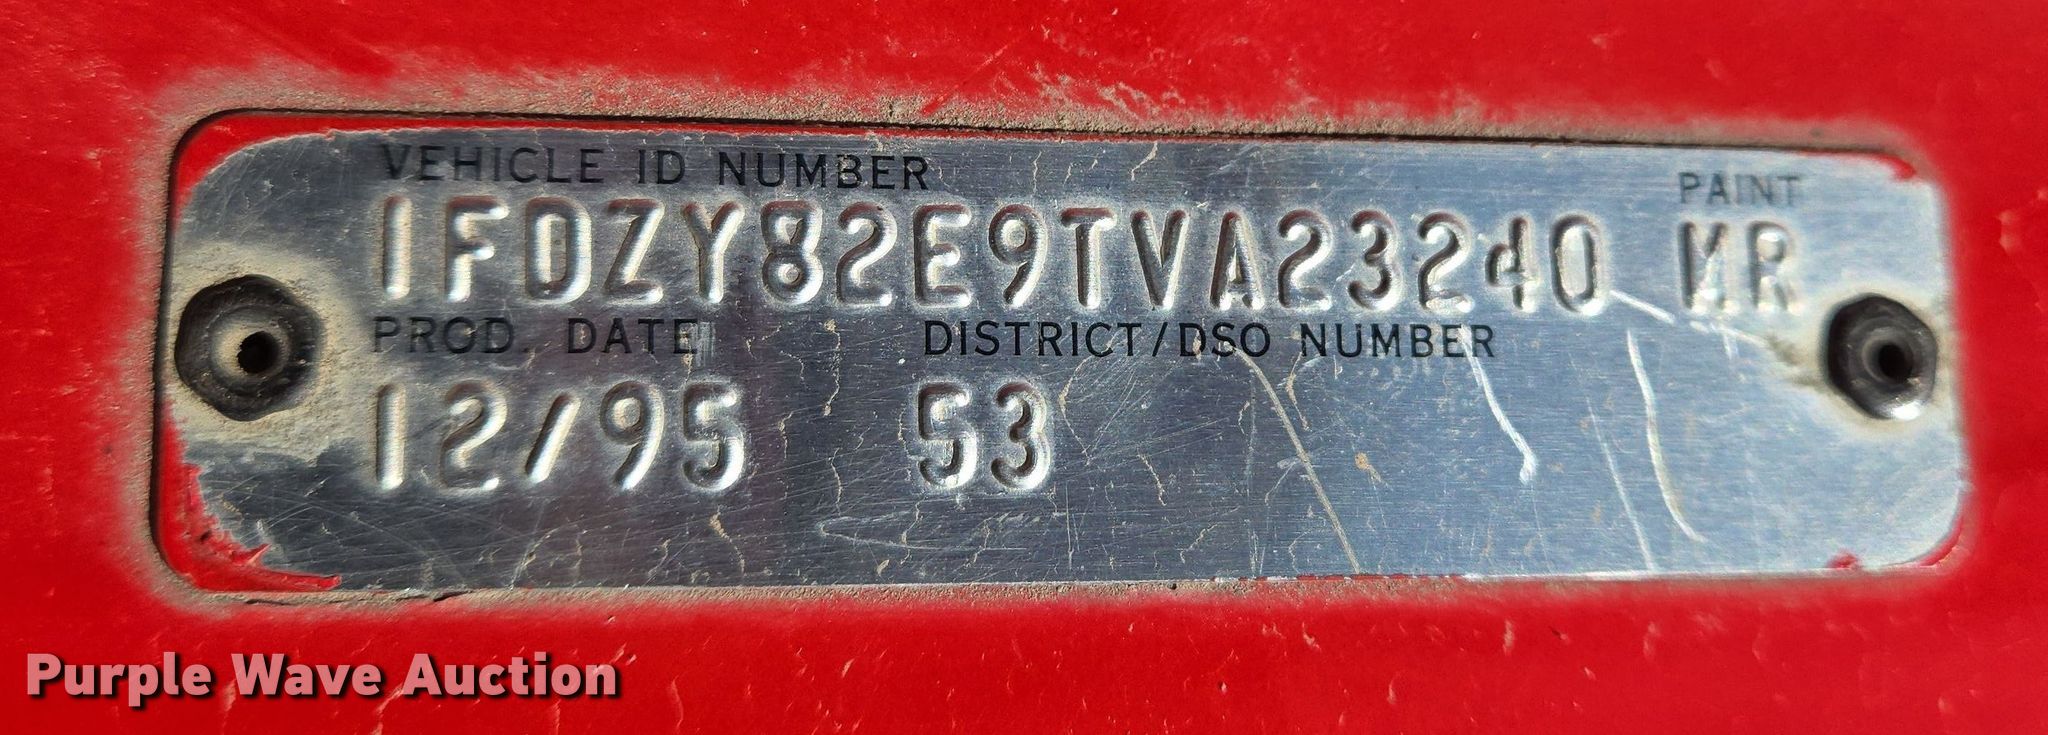 VEHICLE ID NUMBER PAINT
1FDZY82E9TVA23240 MR
PROD. DATE DISTRICT/DSO NUMBER
12/95 53
Purple Wave Auction